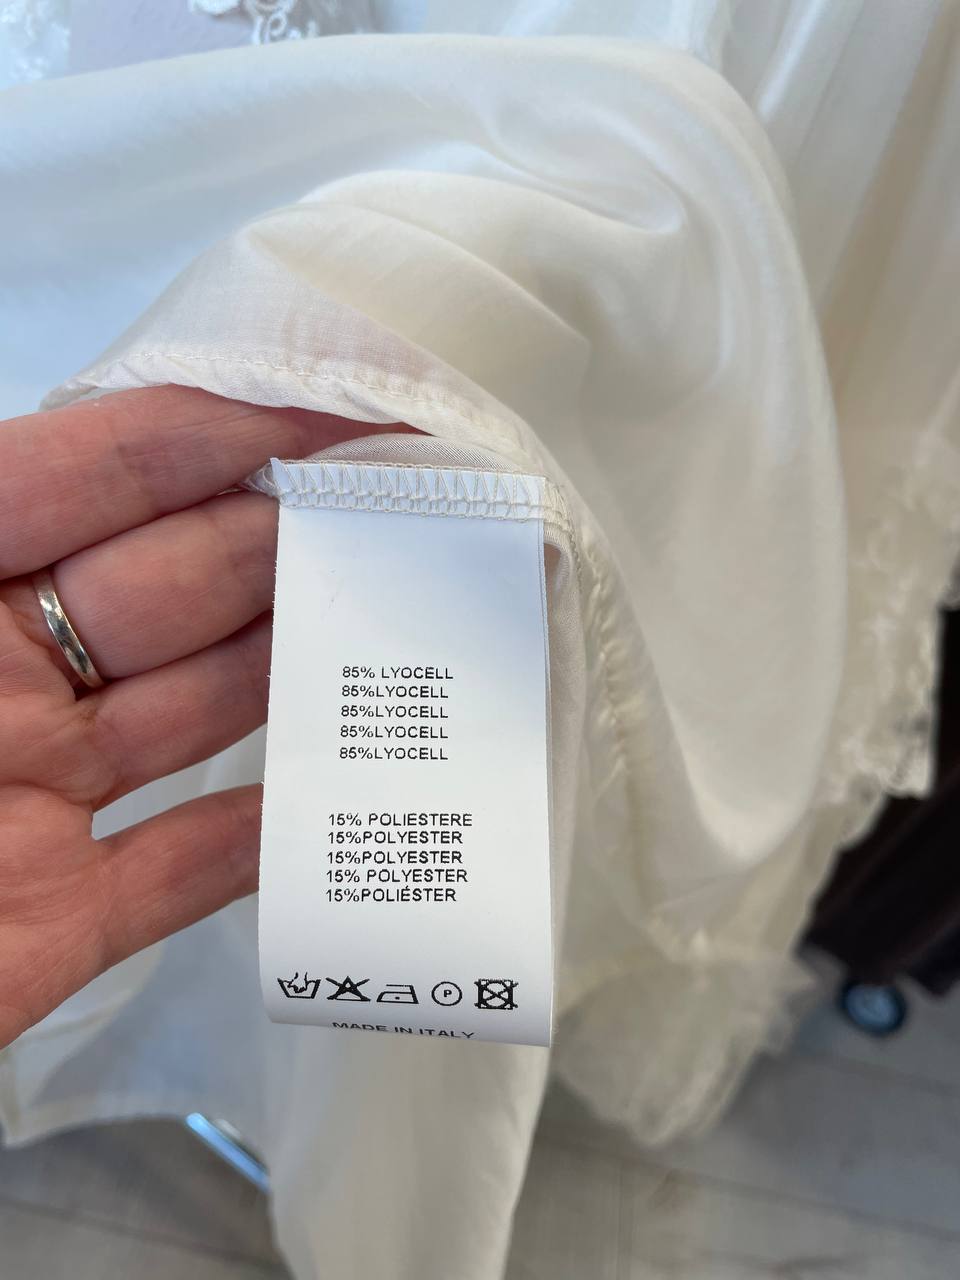 85% LYOCELL
85%LYOCELL
85%LYOCELL
85%LYOCELL
85%LYOCELL
15% POLIESTERE
15%POLYESTER
15%POLYESTER
15% POLYESTER
15%POLIÉSTER
P
MADE IN ITALY